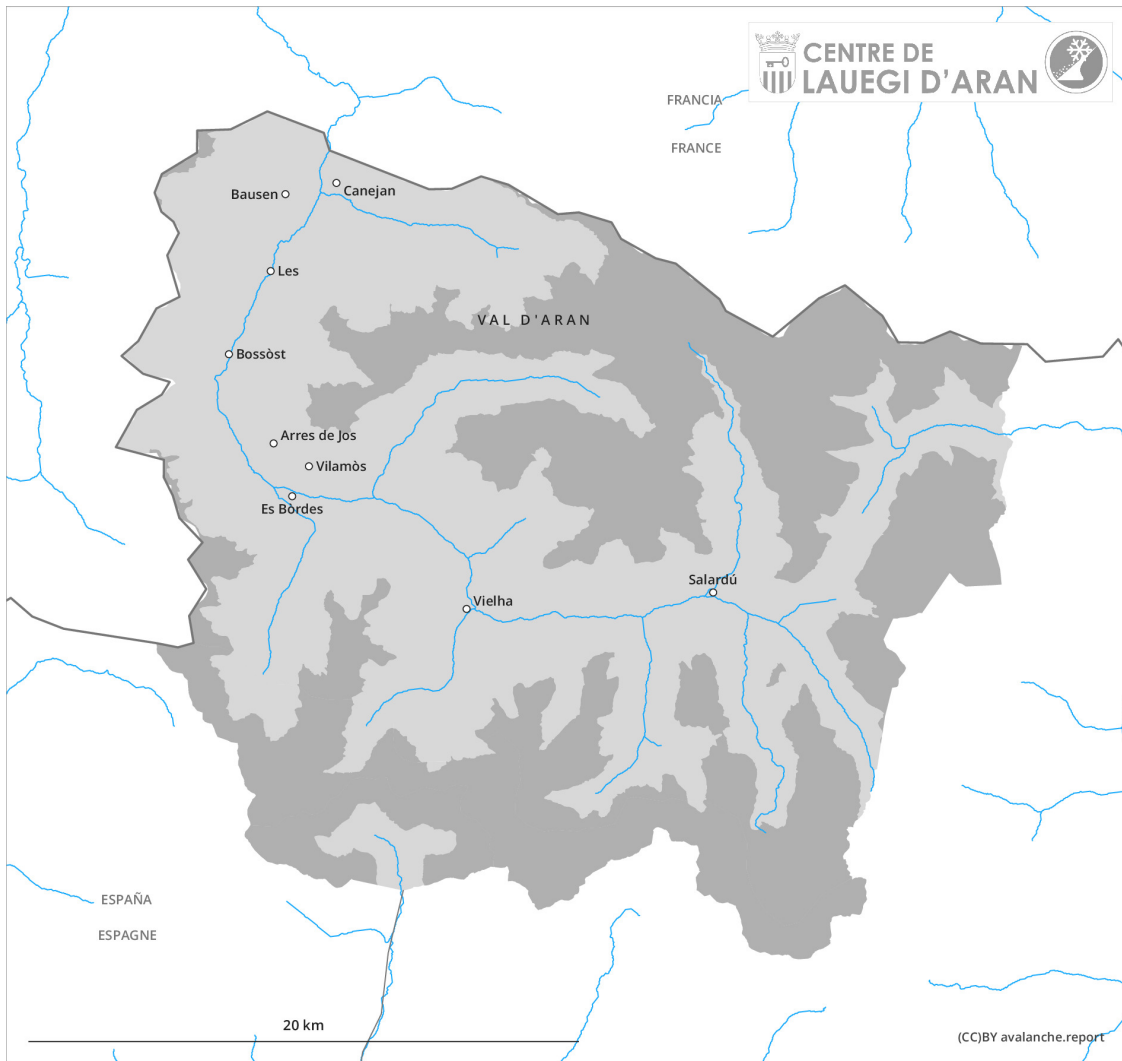 CENTRE DE
LAUEGI D'ARAN
FRANCIA
FRANCE
Canejan
Bausen
Les
VAL D'ARAN
Bossòst
Arres de Jos
Vilamòs
Es Bòrdes
Salardú
Vielha
ESPAÑA
ESPAGNE
20 km
(CC)BY avalanche.report